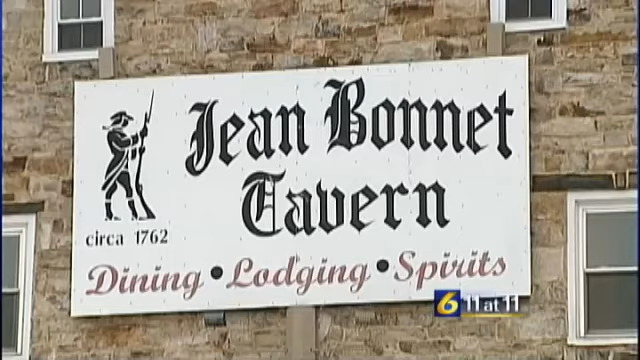 Jean Bonnet
Tavern
circa 1762
Dining • Lodging • Spirits
6 11 at 11